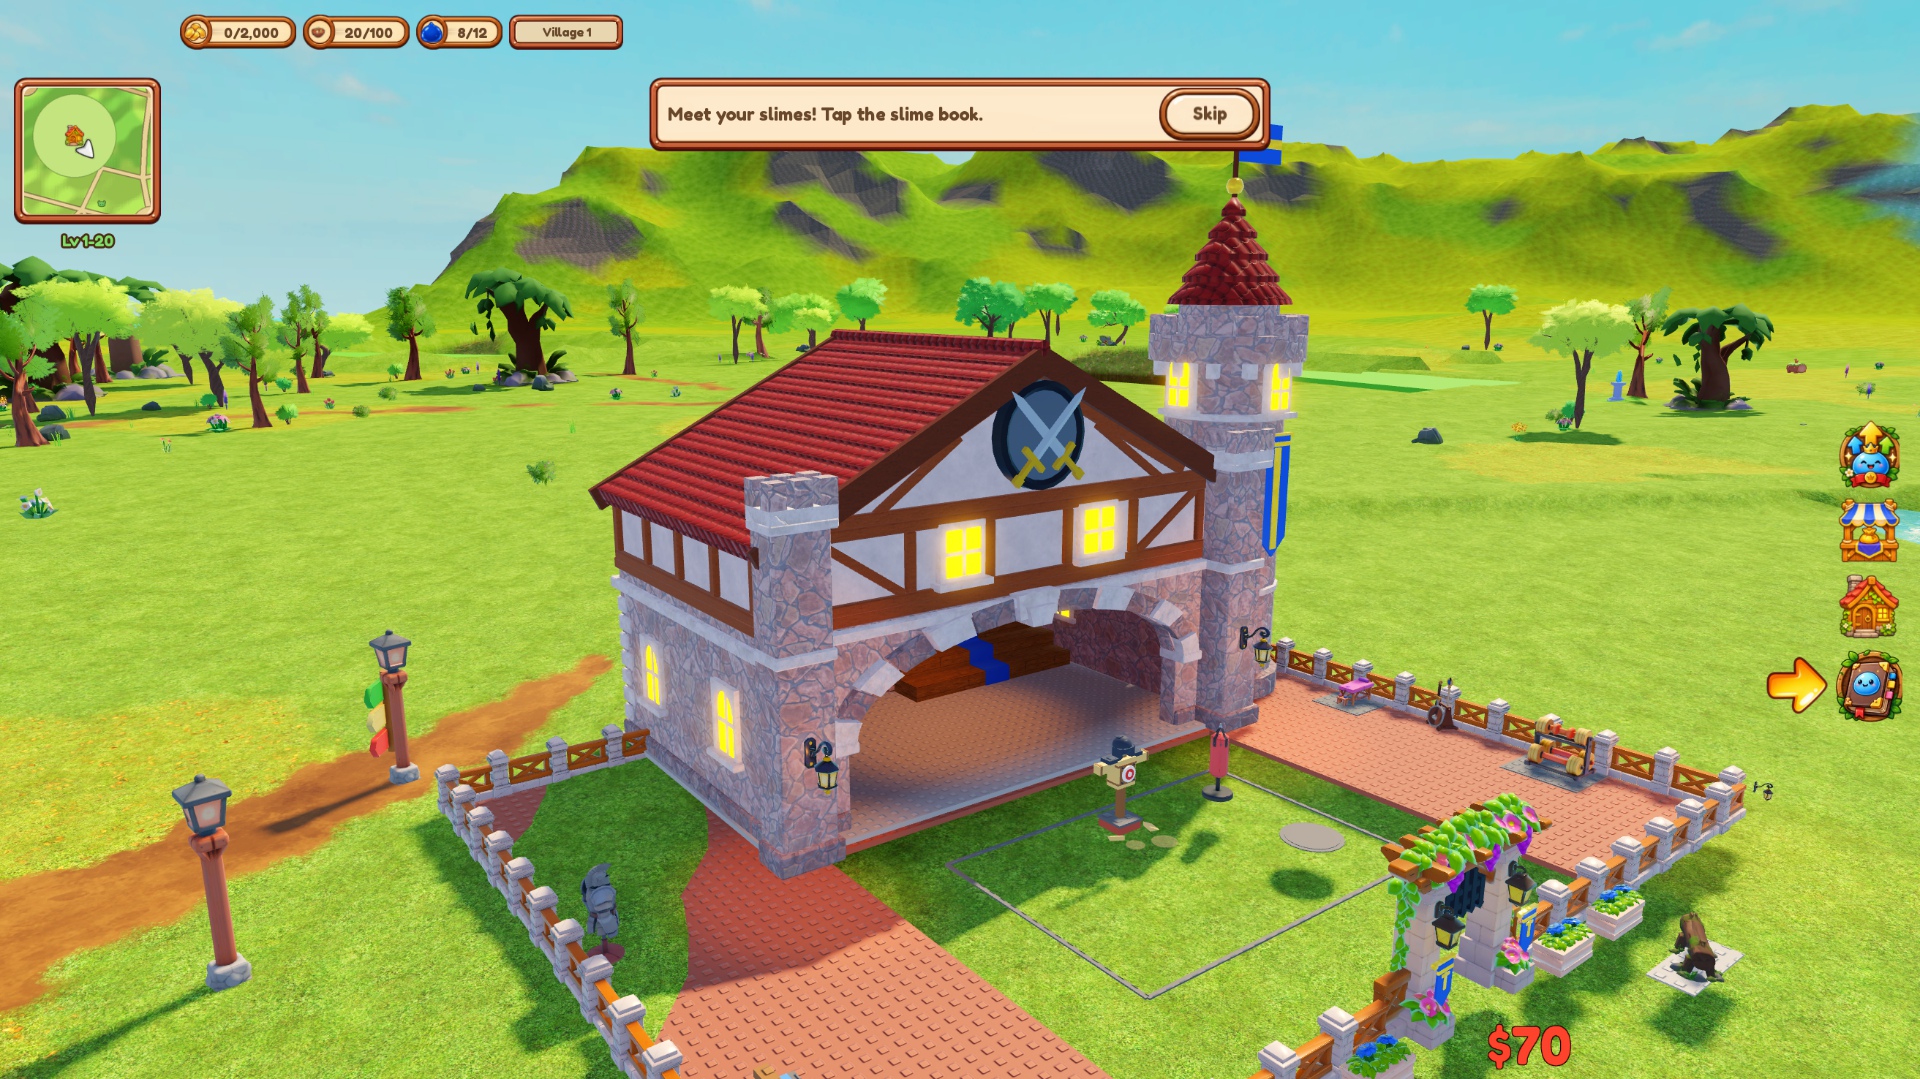 0/2,000
20/100
8/12
Village 1
Meet your slimes! Tap the slime book.
Skip
Lv 1-20
$70